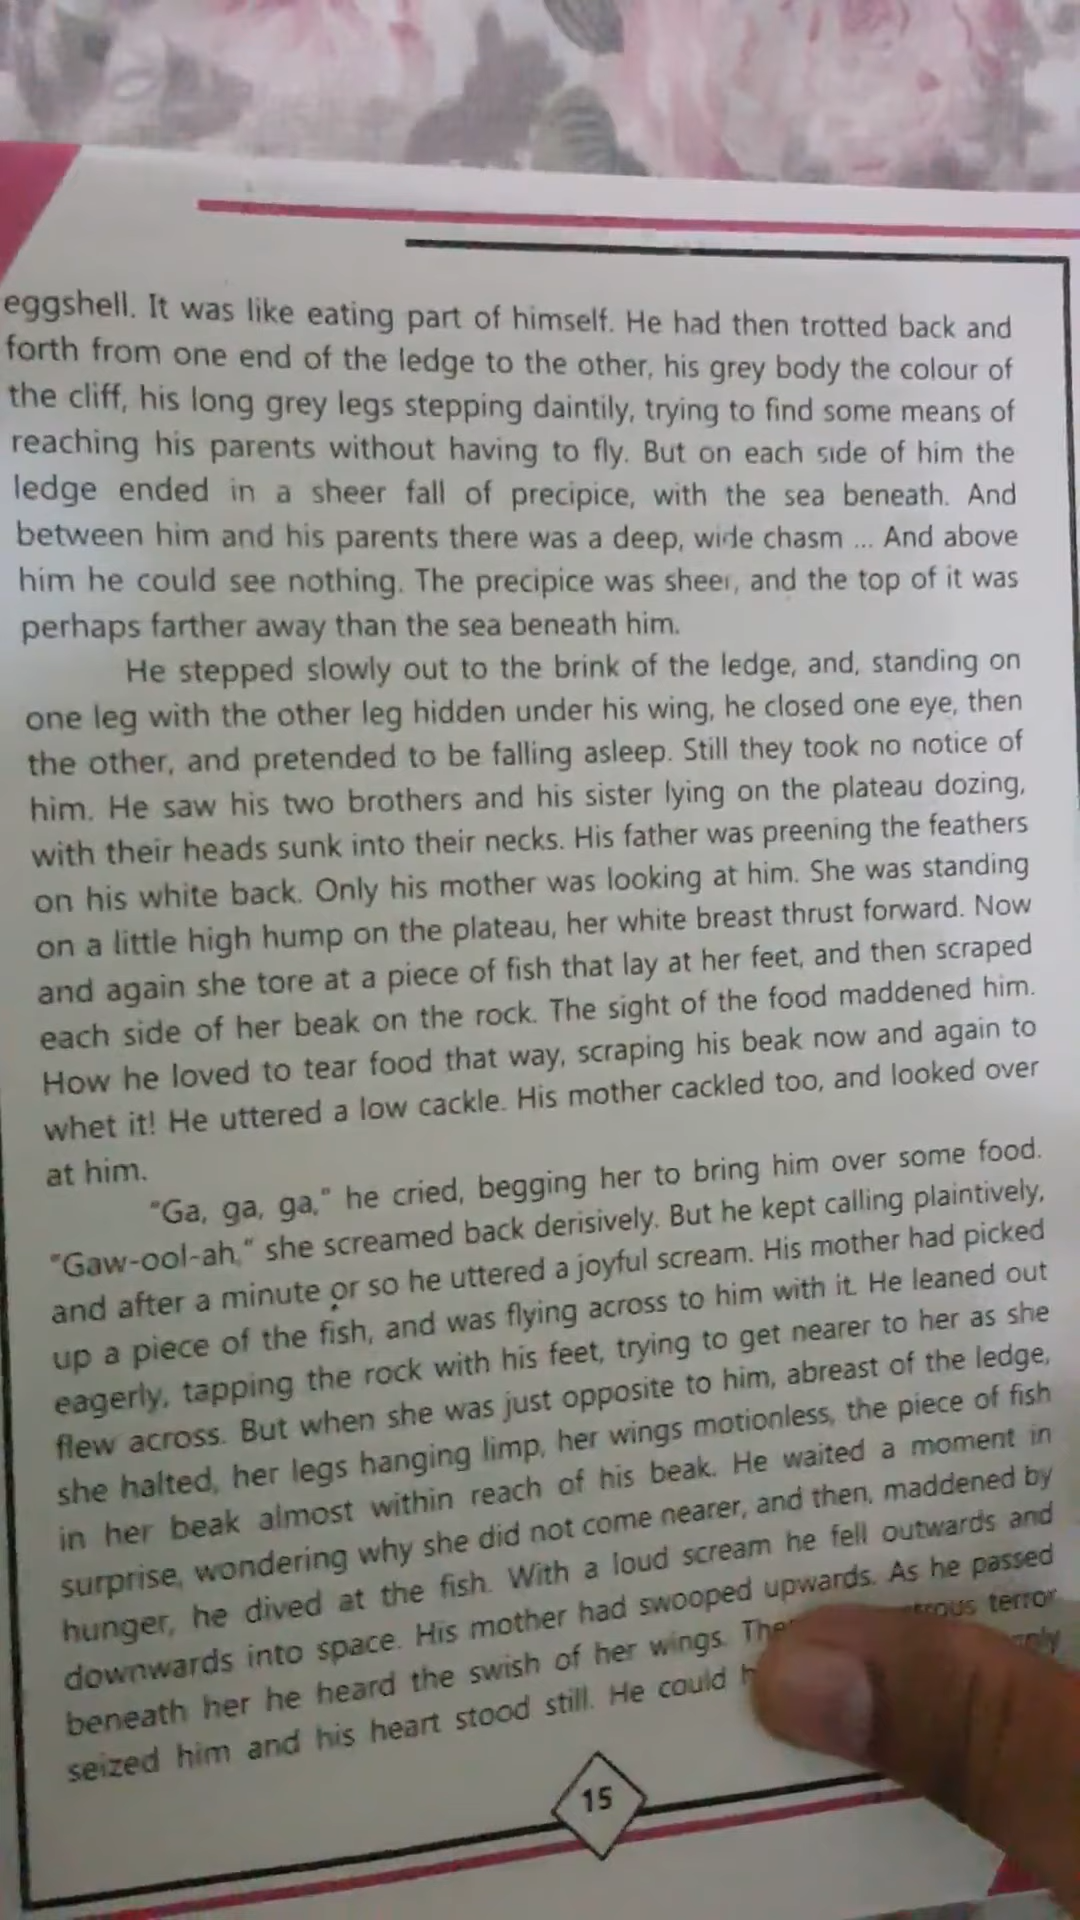 eggshell. It was like eating part of himself. He had then trotted back and
forth from one end of the ledge to the other, his grey body the colour of
the cliff, his long grey legs stepping daintily, trying to find some means of
reaching his parents without having to fly. But on each side of him the
ledge ended in a sheer fall of precipice, with the sea beneath. And
between him and his parents there was a deep, wide chasm ... And above
him he could see nothing. The precipice was sheer, and the top of it was
perhaps farther away than the sea beneath him.
He stepped slowly out to the brink of the ledge, and, standing on
one leg with the other leg hidden under his wing, he closed one eye, then
the other, and pretended to be falling asleep. Still they took no notice of
him. He saw his two brothers and his sister lying on the plateau dozing,
with their heads sunk into their necks. His father was preening the feathers
on his white back. Only his mother was looking at him. She was standing
on a little high hump on the plateau, her white breast thrust forward. Now
and again she tore at a piece of fish that lay at her feet, and then scraped
each side of her beak on the rock. The sight of the food maddened him.
How he loved to tear food that way, scraping his beak now and again to
whet it! He uttered a low cackle. His mother cackled too, and looked over
at him.
"Ga, ga, ga," he cried, begging her to bring him over some food.
"Gaw-ool-ah," she screamed back derisively. But he kept calling plaintively,
and after a minute or so he uttered a joyful scream. His mother had picked
up a piece of the fish, and was flying across to him with it. He leaned out
eagerly, tapping the rock with his feet, trying to get nearer to her as she
flew across. But when she was just opposite to him, abreast of the ledge,
she halted, her legs hanging limp, her wings motionless, the piece of fish
in her beak almost within reach of his beak. He waited a moment in
surprise, wondering why she did not come nearer, and then, maddened by
hunger, he dived at the fish. With a loud scream he fell outwards and
downwards into space. His mother had swooped upwards. As he passed
beneath her he heard the swish of her wings. terror
seized him and his heart stood still. He could
15